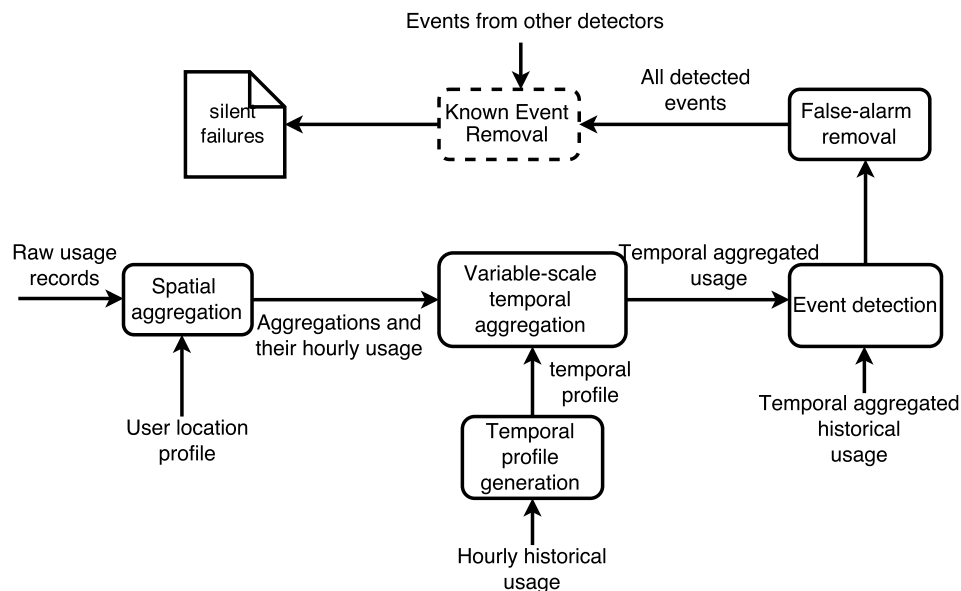 Events from other detectors
silent
failures
Known Event
Removal
All detected
events
False-alarm
removal
Raw usage
records
Spatial
aggregation
Aggregations and
their hourly usage
Variable-scale
temporal
aggregation
Temporal aggregated
usage
Event detection
User location
profile
temporal
profile
Temporal
profile
generation
Temporal aggregated
historical
usage
Hourly historical
usage